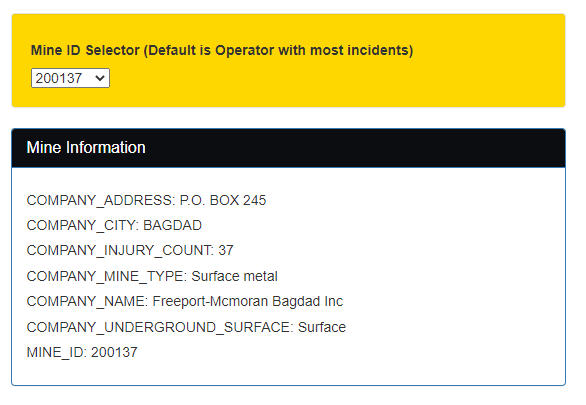 Mine ID Selector (Default is Operator with most incidents)
200137
Mine Information
COMPANY_ADDRESS: P.O. BOX 245
COMPANY_CITY: BAGDAD
COMPANY_INJURY_COUNT: 37
COMPANY_MINE_TYPE: Surface metal
COMPANY_NAME: Freeport-Mcmoran Bagdad Inc
COMPANY_UNDERGROUND_SURFACE: Surface
MINE_ID: 200137